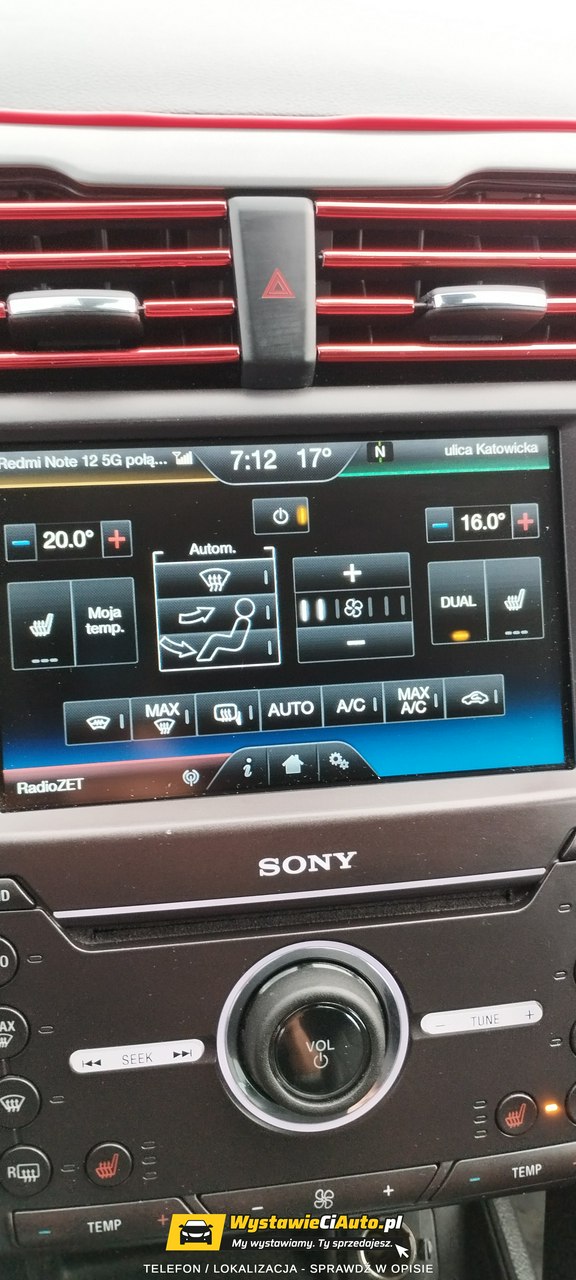 Redmi Note 12 5G połą...
7:12 17°
N
ulica Katowicka
20.0°
16.0°
Autom.
Moja
temp.
DUAL
MAX
AUTO
A/C
MAX
A/C
RadioZET
SONY
VOL
SEEK
TUNE
R
TEMP
TEMP
WystawieCiAuto.pl
My wystawiamy. Ty sprzedajesz.
TELEFON / LOKALIZACJA - SPRAWDŹ W OPISIE